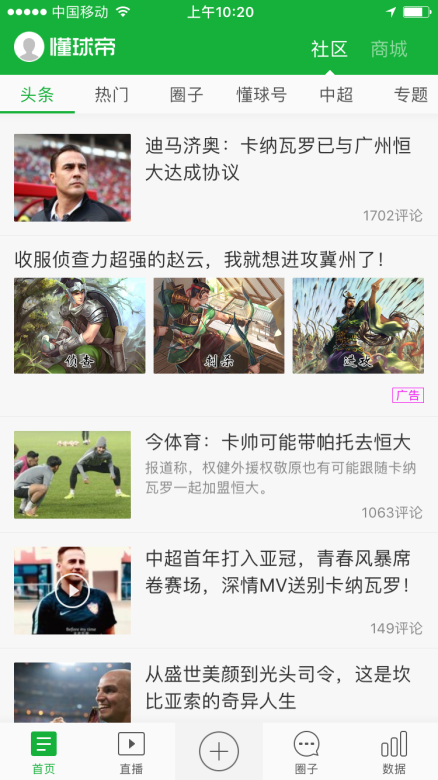 中国移动
上午10:20
懂球帝
社区
商城
头条
热门
圈子
懂球号
中超
专题
迪马济奥：卡纳瓦罗已与广州恒
大达成协议
1702评论
收服侦查力超强的赵云，我就想进攻冀州了！
侦查
刺杀
进攻
广告
今体育：卡帅可能带帕托去恒大
报道称，权健外援权敬原也有可能跟随卡纳
瓦罗一起加盟恒大。
1063评论
中超首年打入亚冠，青春风暴席
卷赛场，深情MV送别卡纳瓦罗！
149评论
从盛世美颜到光头司令，这是坎
比亚索的奇异人生
首页
直播
圈子
数据